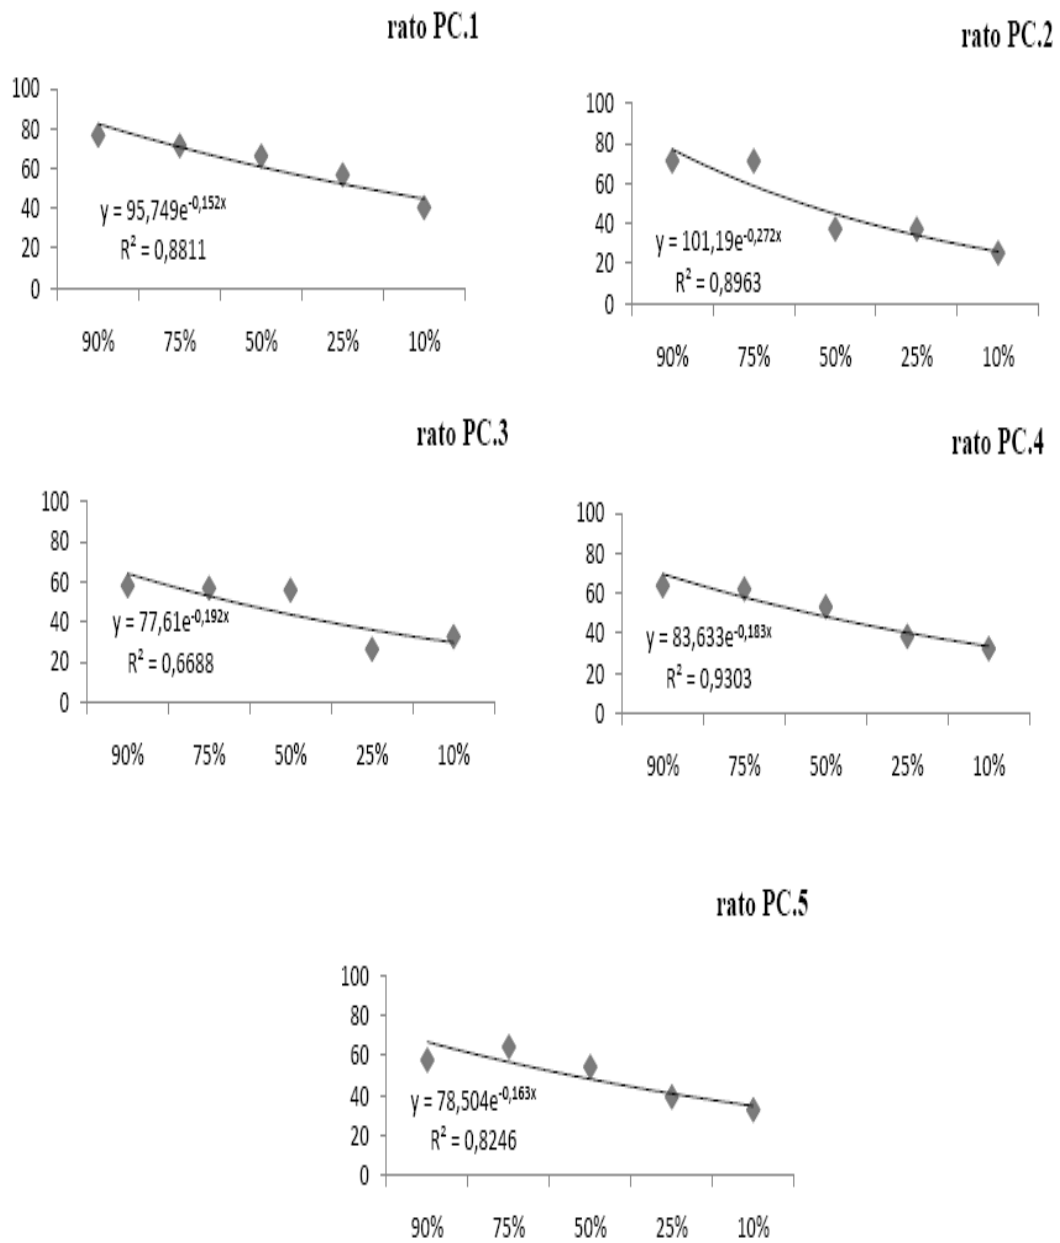 rato PC.1
100
80
60
40
20
0
y = 95,749e^-0,152x
R² = 0,8811
90% 75% 50% 25% 10%
rato PC.2
100
80
60
40
20
0
y = 101,19e^-0,272x
R² = 0,8963
90% 75% 50% 25% 10%
rato PC.3
100
80
60
40
20
0
y = 77,61e^-0,192x
R² = 0,6688
90% 75% 50% 25% 10%
rato PC.4
100
80
60
40
20
0
y = 83,633e^-0,183x
R² = 0,9303
90% 75% 50% 25% 10%
rato PC.5
100
80
60
40
20
0
y = 78,504e^-0,163x
R² = 0,8246
90% 75% 50% 25% 10%